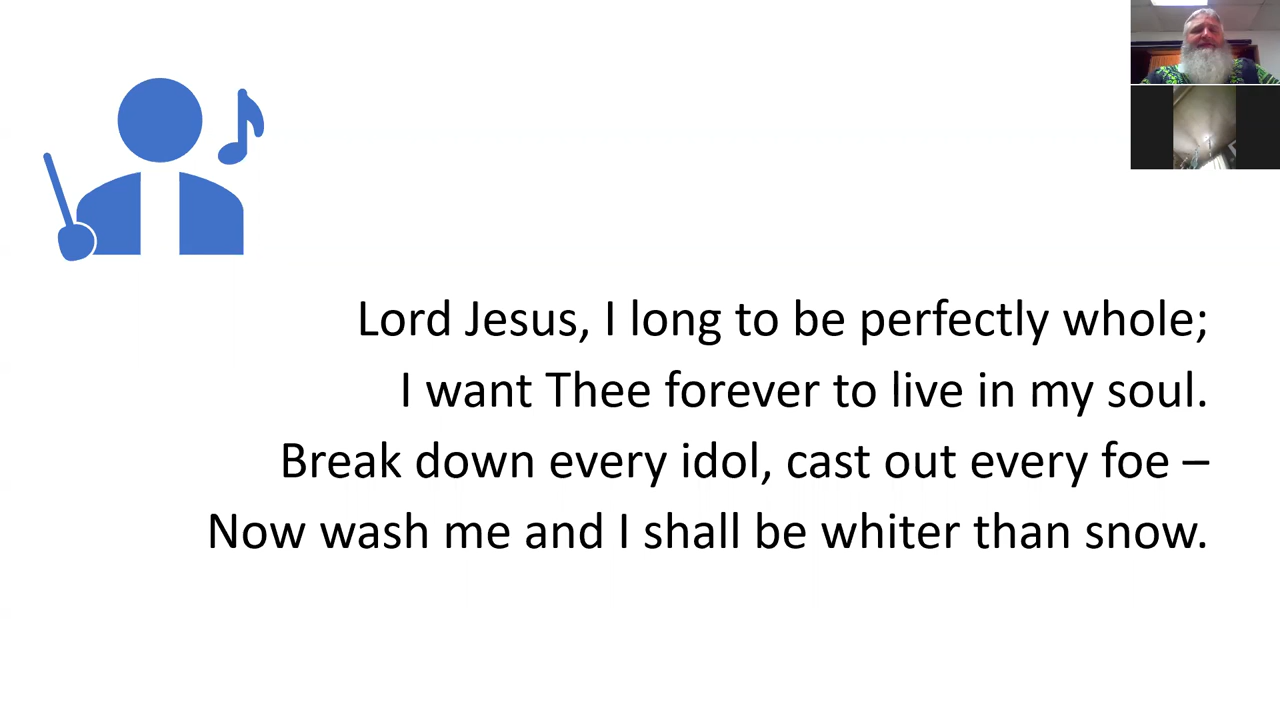 Lord Jesus, I long to be perfectly whole;
I want Thee forever to live in my soul.
Break down every idol, cast out every foe –
Now wash me and I shall be whiter than snow.